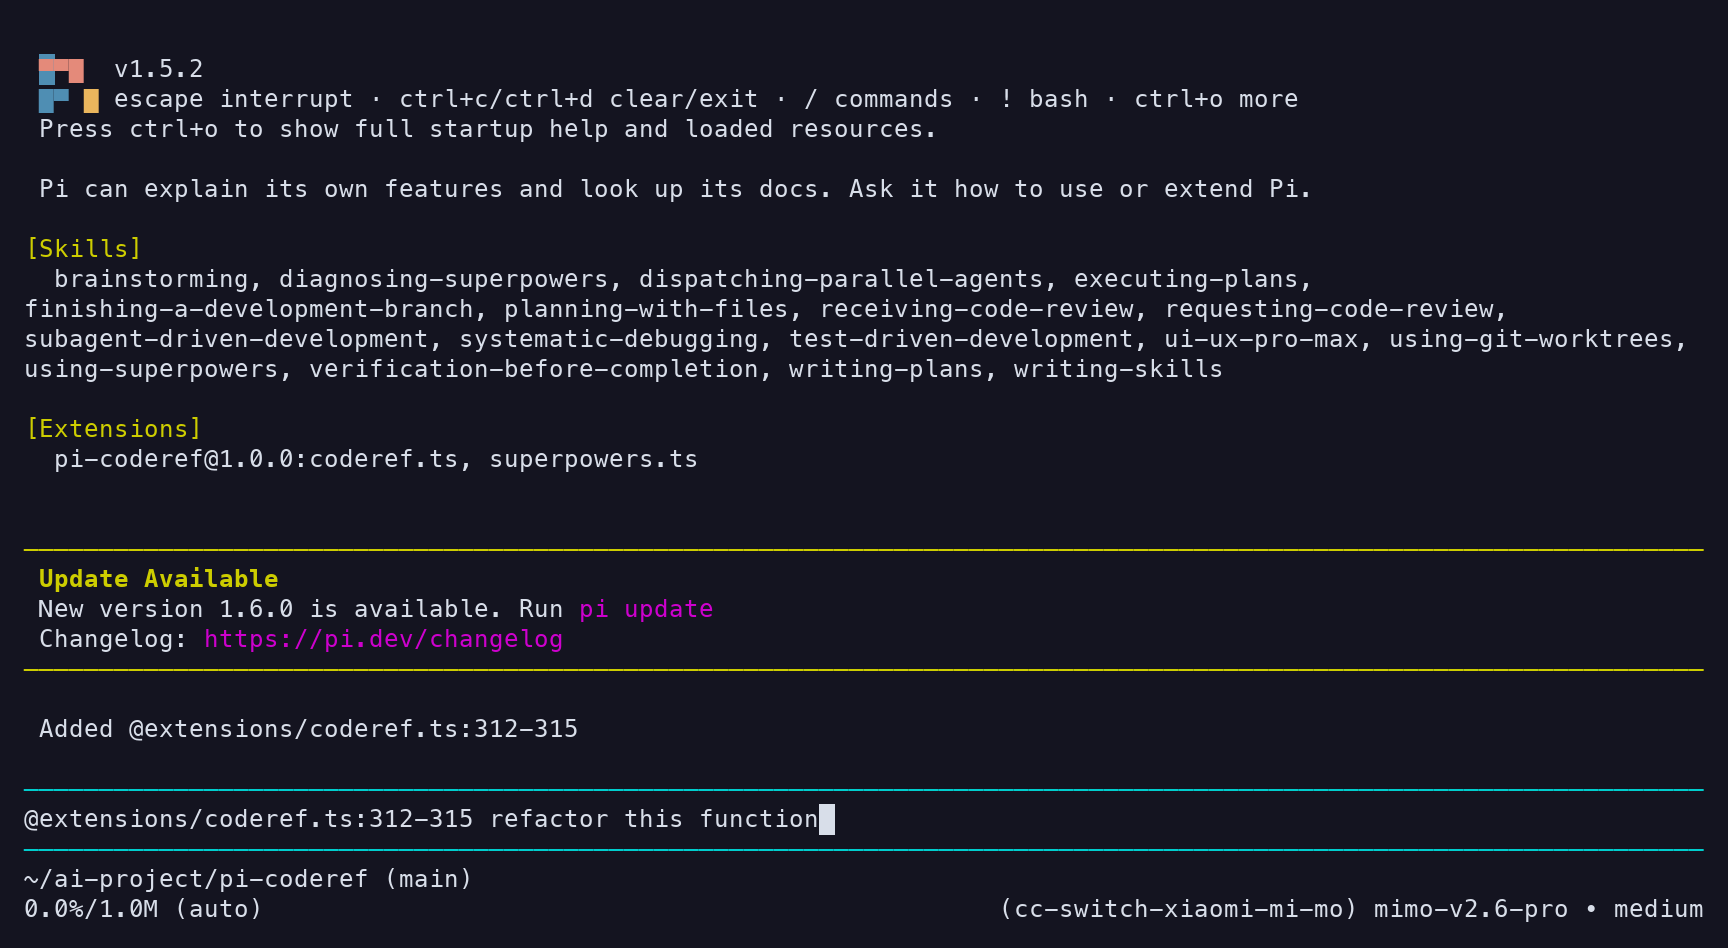 v1.5.2
escape interrupt · ctrl+c/ctrl+d clear/exit · / commands · ! bash · ctrl+o more
Press ctrl+o to show full startup help and loaded resources.
Pi can explain its own features and look up its docs. Ask it how to use or extend Pi.
[Skills]
brainstorming, diagnosing-superpowers, dispatching-parallel-agents, executing-plans,
finishing-a-development-branch, planning-with-files, receiving-code-review, requesting-code-review,
subagent-driven-development, systematic-debugging, test-driven-development, ui-ux-pro-max, using-git-worktrees,
using-superpowers, verification-before-completion, writing-plans, writing-skills
[Extensions]
pi-coderef@1.0.0:coderef.ts, superpowers.ts
Update Available
New version 1.6.0 is available. Run pi update
Changelog: https://pi.dev/changelog
Added @extensions/coderef.ts:312-315
@extensions/coderef.ts:312-315 refactor this function
~/ai-project/pi-coderef (main)
0.0%/1.0M (auto) (cc-switch-xiaomi-mi-mo) mimo-v2.6-pro • medium